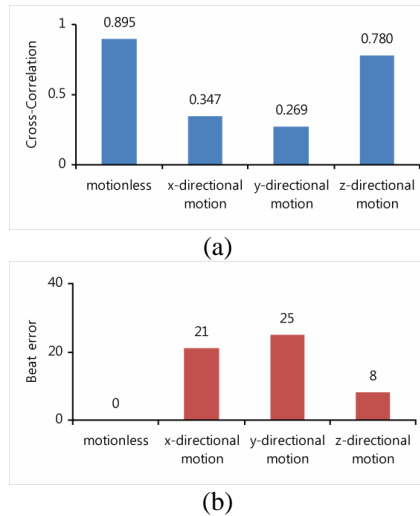 1
0.895
0.780
Cross-Correlation
0.5
0.347
0.269
0
motionless x-directional motion y-directional motion z-directional motion
(a)
40
Beat error
25
21
20
8
0
0
motionless x-directional motion y-directional motion z-directional motion
(b)